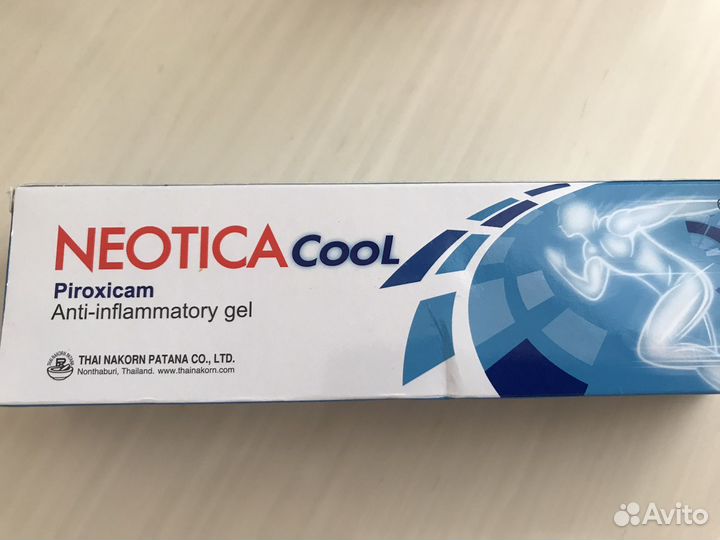 NEOTICA COOL
Piroxicam
Anti-inflammatory gel
THAI NAKORN PATANA CO., LTD.
Nonthaburi, Thailand. www.thainakorn.com
Avito